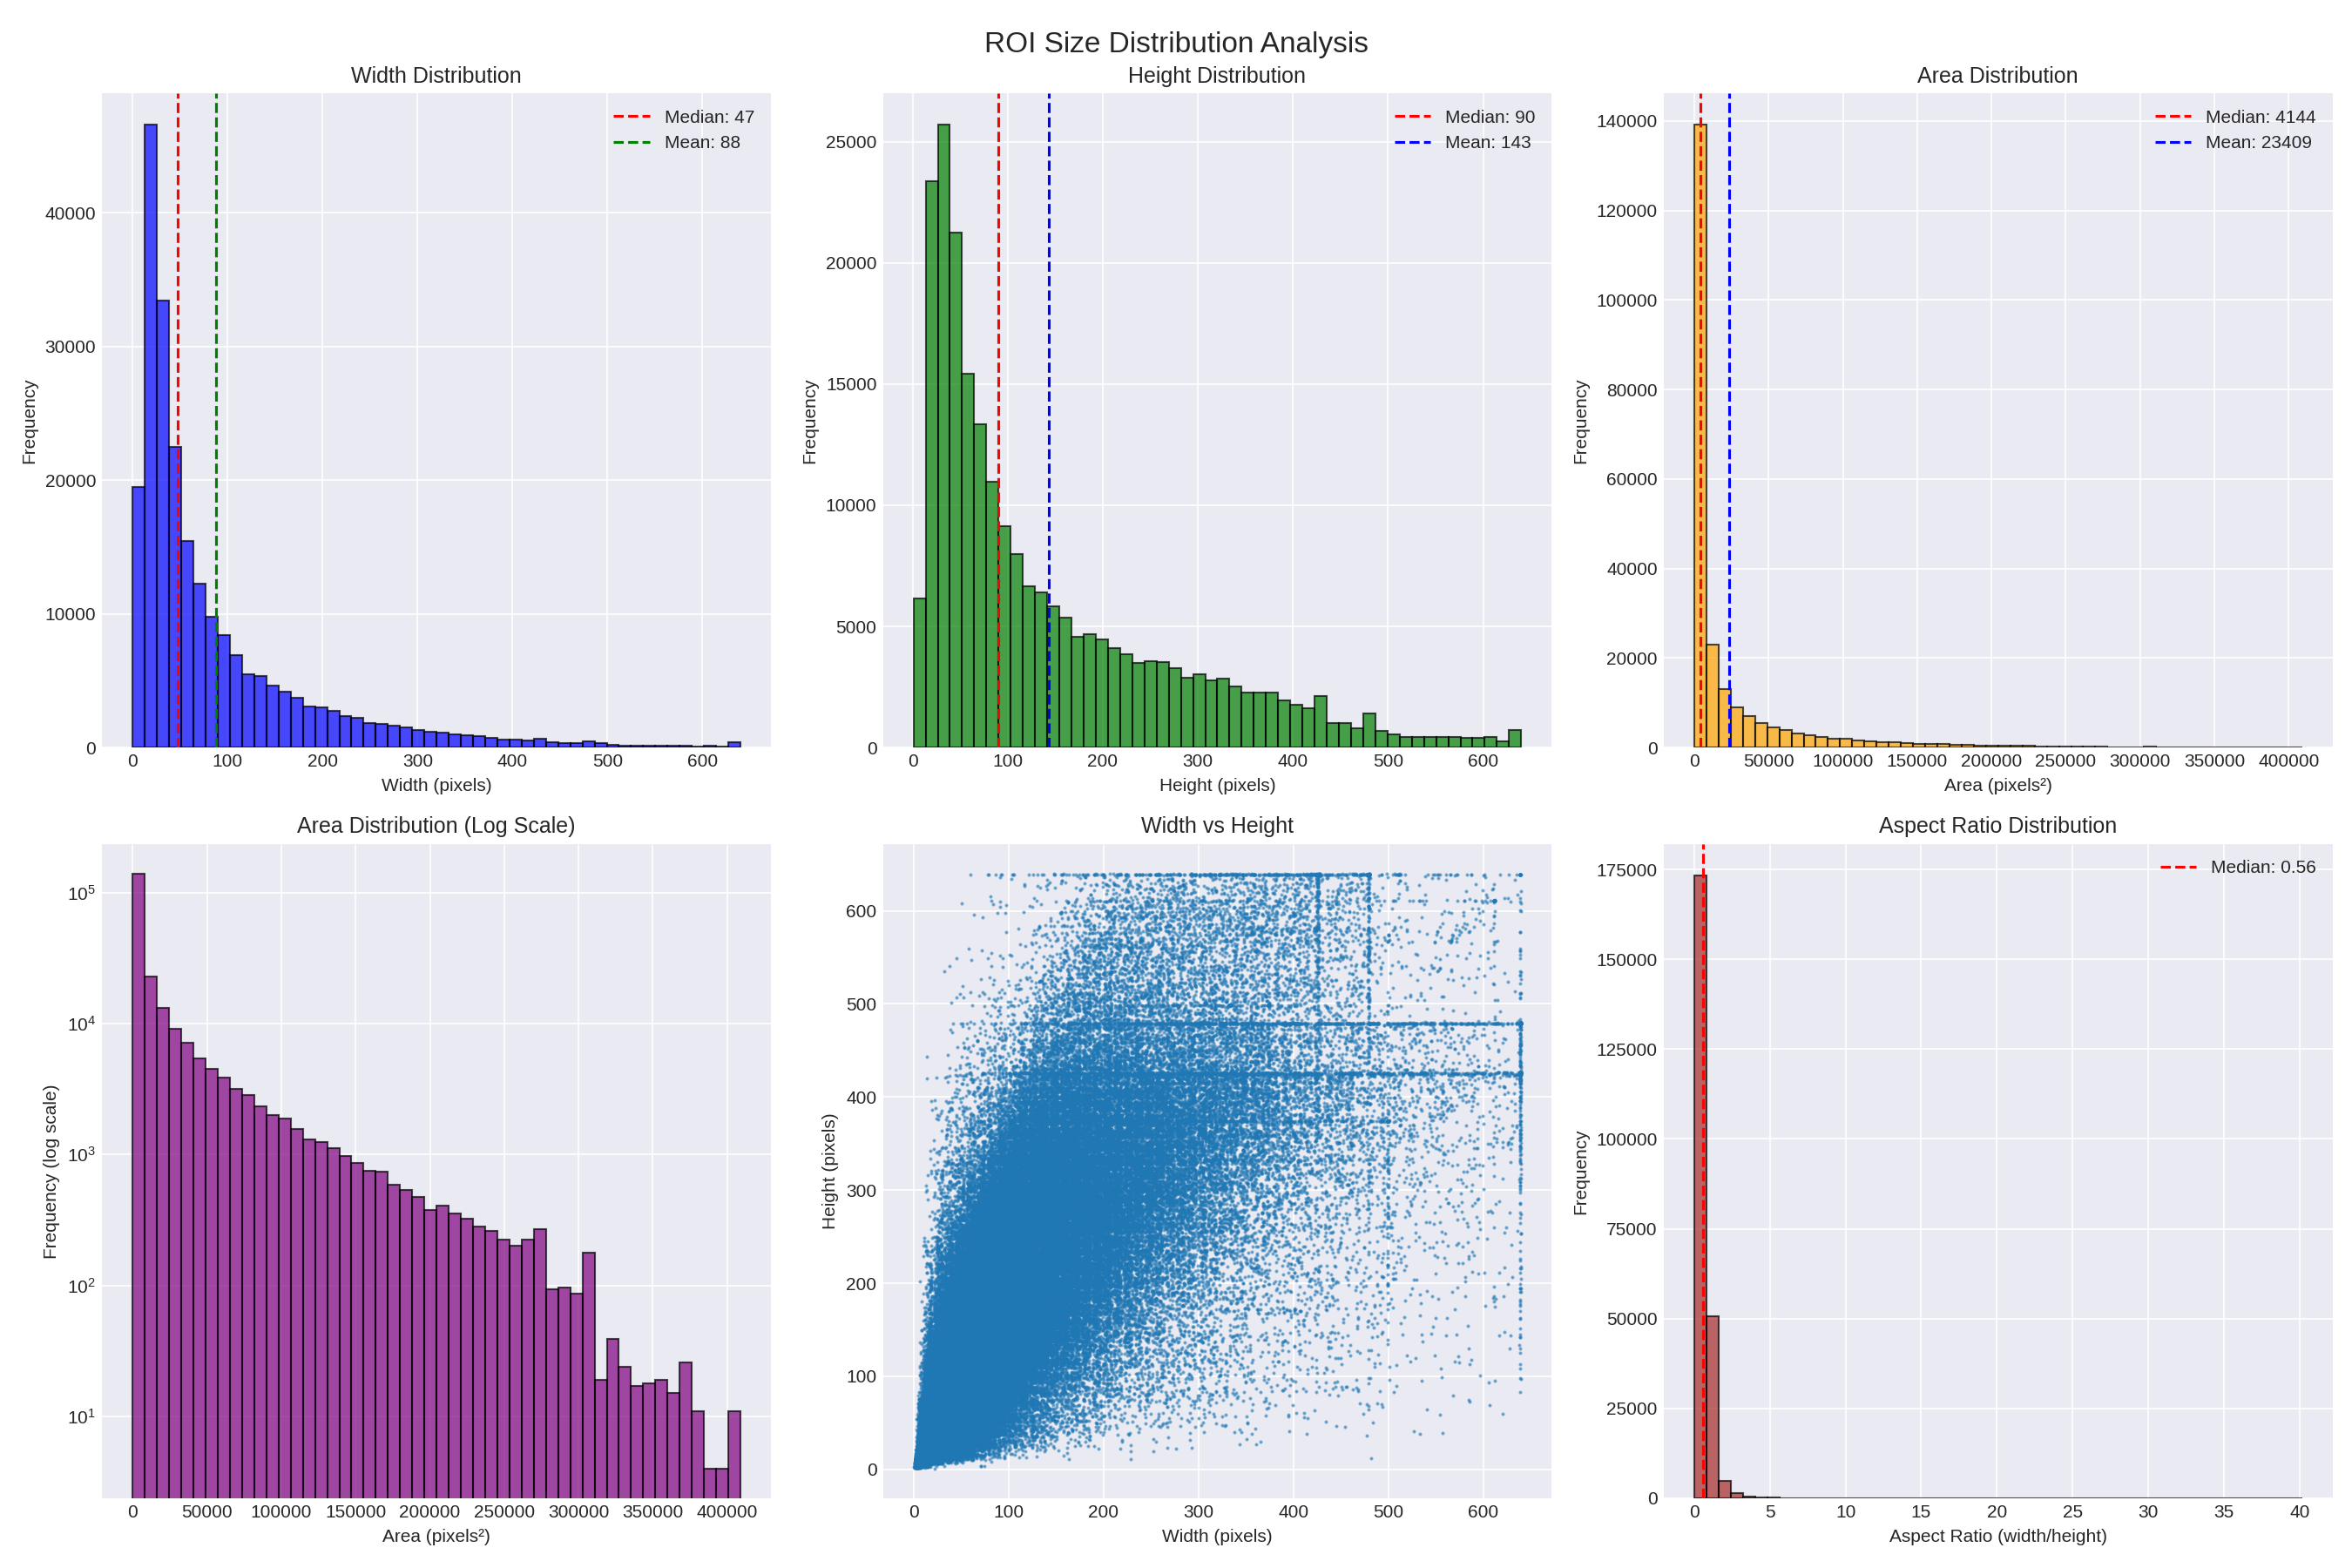 ROI Size Distribution Analysis
Width Distribution
Frequency
40000
30000
20000
10000
0
0 100 200 300 400 500 600
Width (pixels)
Median: 47
Mean: 88
Height Distribution
Frequency
25000
20000
15000
10000
5000
0
0 100 200 300 400 500 600
Height (pixels)
Median: 90
Mean: 143
Area Distribution
Frequency
140000
120000
100000
80000
60000
40000
20000
0
0 50000 100000 150000 200000 250000 300000 350000 400000
Area (pixels²)
Median: 4144
Mean: 23409
Area Distribution (Log Scale)
Frequency (log scale)
10⁵
10⁴
10³
10²
10¹
0 50000 100000 150000 200000 250000 300000 350000 400000
Area (pixels²)
Width vs Height
Height (pixels)
600
500
400
300
200
100
0
0 100 200 300 400 500 600
Width (pixels)
Aspect Ratio Distribution
Frequency
175000
150000
125000
100000
75000
50000
25000
0
0 5 10 15 20 25 30 35 40
Aspect Ratio (width/height)
Median: 0.56